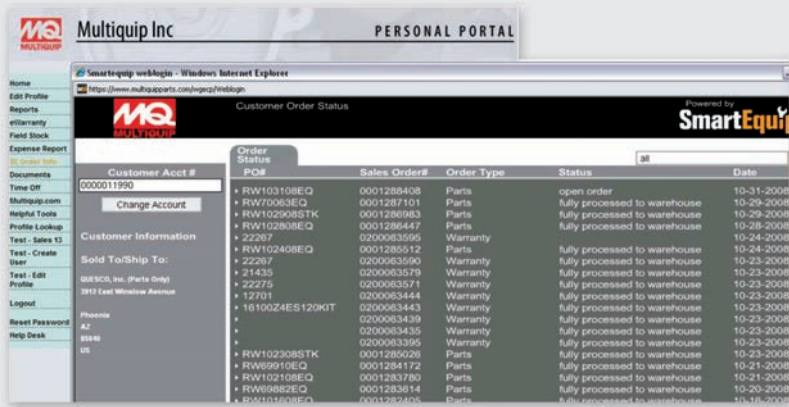 MQ
MULTIQUIP
Multiquip Inc
PERSONAL PORTAL
Home
Edit Profile
Reports
eWarranty
Field Stock
Expense Report
SE Order Info
Documents
Time Off
Multiquip.com
Helpful Tools
Profile Lookup
Test - Sales 13
Test - Create
User
Test - Edit
Profile
Logout
Reset Password
Help Desk
Smartequip weblogin - Windows Internet Explorer
https://www.multiquipparts.com/wgecp/Weblogin
MQ
MULTIQUIP
Customer Order Status
Powered by
SmartEquip
Customer Acct #
0000011990
Change Account
Customer Information
Sold To/Ship To:
QUESCO, Inc. (Parts Only)
3912 East Winslow Avenue
Phoenix
AZ
85040
US
Order
Status
all
PO# Sales Order# Order Type Status Date
RW103108EQ 0001288408 Parts open order 10-31-2008
RW70063EQ 0001287101 Parts fully processed to warehouse 10-29-2008
RW102908STK 0001286983 Parts fully processed to warehouse 10-29-2008
RW102808EQ 0001286447 Parts fully processed to warehouse 10-28-2008
22267 0200063595 Warranty 10-24-2008
RW102408EQ 0001285512 Parts fully processed to warehouse 10-24-2008
22267 0200063590 Warranty fully processed to warehouse 10-23-2008
21435 0200063579 Warranty fully processed to warehouse 10-23-2008
22275 0200063571 Warranty fully processed to warehouse 10-23-2008
12701 0200063444 Warranty fully processed to warehouse 10-23-2008
16100Z4ES120KIT 0200063443 Warranty fully processed to warehouse 10-23-2008
0200063439 Warranty fully processed to warehouse 10-23-2008
0200063435 Warranty fully processed to warehouse 10-23-2008
0200063395 Warranty fully processed to warehouse 10-23-2008
RW102308STK 0001285026 Parts fully processed to warehouse 10-23-2008
RW69910EQ 0001284172 Parts fully processed to warehouse 10-21-2008
RW102108EQ 0001283780 Parts fully processed to warehouse 10-21-2008
RW69882EQ 0001283614 Parts fully processed to warehouse 10-20-2008
RW101608EQ 0001282405 Parts fully processed to warehouse 10-16-2008